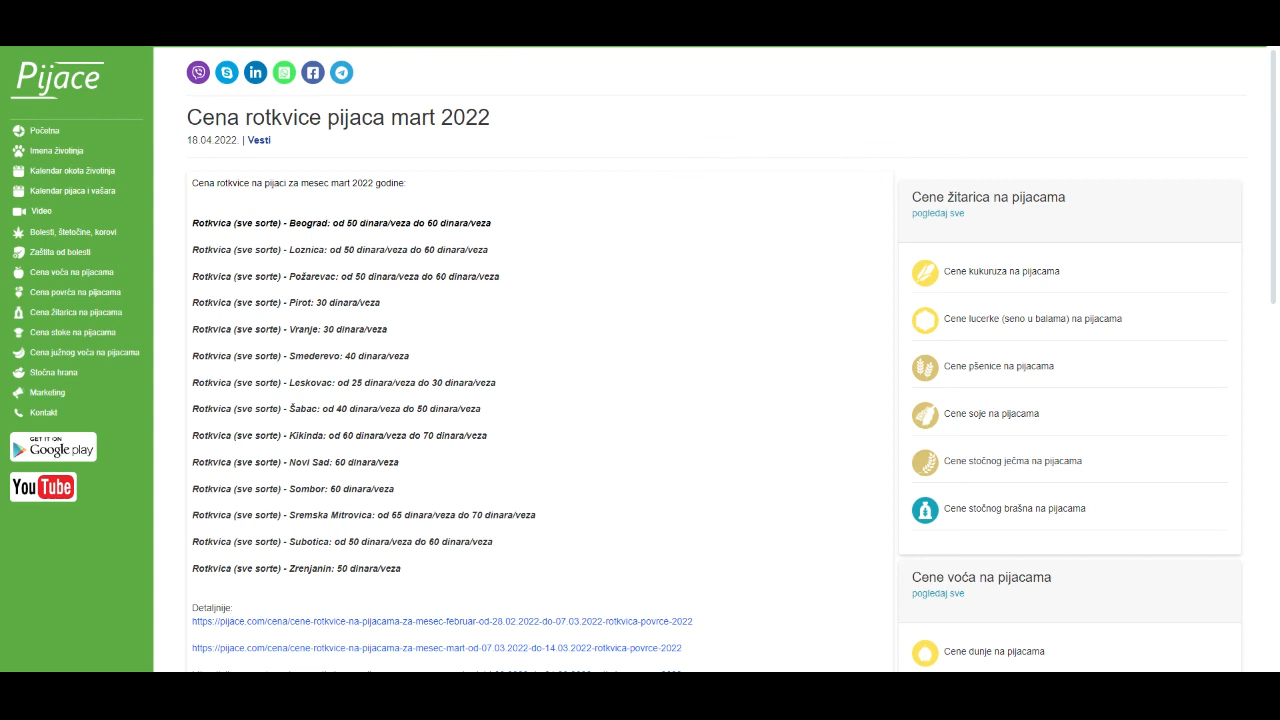 Pijace
Početna
Imena životinja
Kalendar okota životinja
Kalendar pijaca i vašara
Video
Bolesti, štetočine, korovi
Zaštita od bolesti
Cena voća na pijacama
Cena povrća na pijacama
Cena žitarica na pijacama
Cena stoke na pijacama
Cena južnog voća na pijacama
Stočna hrana
Marketing
Kontakt
GET IT ON
Google play
YouTube
in
Cena rotkvice pijaca mart 2022
18.04.2022. | Vesti
Cena rotkvice na pijaci za mesec mart 2022 godine:
Rotkvica (sve sorte) - Beograd: od 50 dinara/veza do 60 dinara/veza
Rotkvica (sve sorte) - Loznica: od 50 dinara/veza do 60 dinara/veza
Rotkvica (sve sorte) - Požarevac: od 50 dinara/veza do 60 dinara/veza
Rotkvica (sve sorte) - Pirot: 30 dinara/veza
Rotkvica (sve sorte) - Vranje: 30 dinara/veza
Rotkvica (sve sorte) - Smederevo: 40 dinara/veza
Rotkvica (sve sorte) - Leskovac: od 25 dinara/veza do 30 dinara/veza
Rotkvica (sve sorte) - Šabac: od 40 dinara/veza do 50 dinara/veza
Rotkvica (sve sorte) - Kikinda: od 60 dinara/veza do 70 dinara/veza
Rotkvica (sve sorte) - Novi Sad: 60 dinara/veza
Rotkvica (sve sorte) - Sombor: 60 dinara/veza
Rotkvica (sve sorte) - Sremska Mitrovica: od 65 dinara/veza do 70 dinara/veza
Rotkvica (sve sorte) - Subotica: od 50 dinara/veza do 60 dinara/veza
Rotkvica (sve sorte) - Zrenjanin: 50 dinara/veza
Detaljnije:
https://pijace.com/cena/cene-rotkvice-na-pijacama-za-mesec-februar-od-28.02.2022-do-07.03.2022-rotkvica-povrce-2022
https://pijace.com/cena/cene-rotkvice-na-pijacama-za-mesec-mart-od-07.03.2022-do-14.03.2022-rotkvica-povrce-2022
Cene žitarica na pijacama
pogledaj sve
Cene kukuruza na pijacama
Cene lucerke (seno u balama) na pijacama
Cene pšenice na pijacama
Cene soje na pijacama
Cene stočnog ječma na pijacama
Cene stočnog brašna na pijacama
Cene voća na pijacama
pogledaj sve
Cene dunje na pijacama